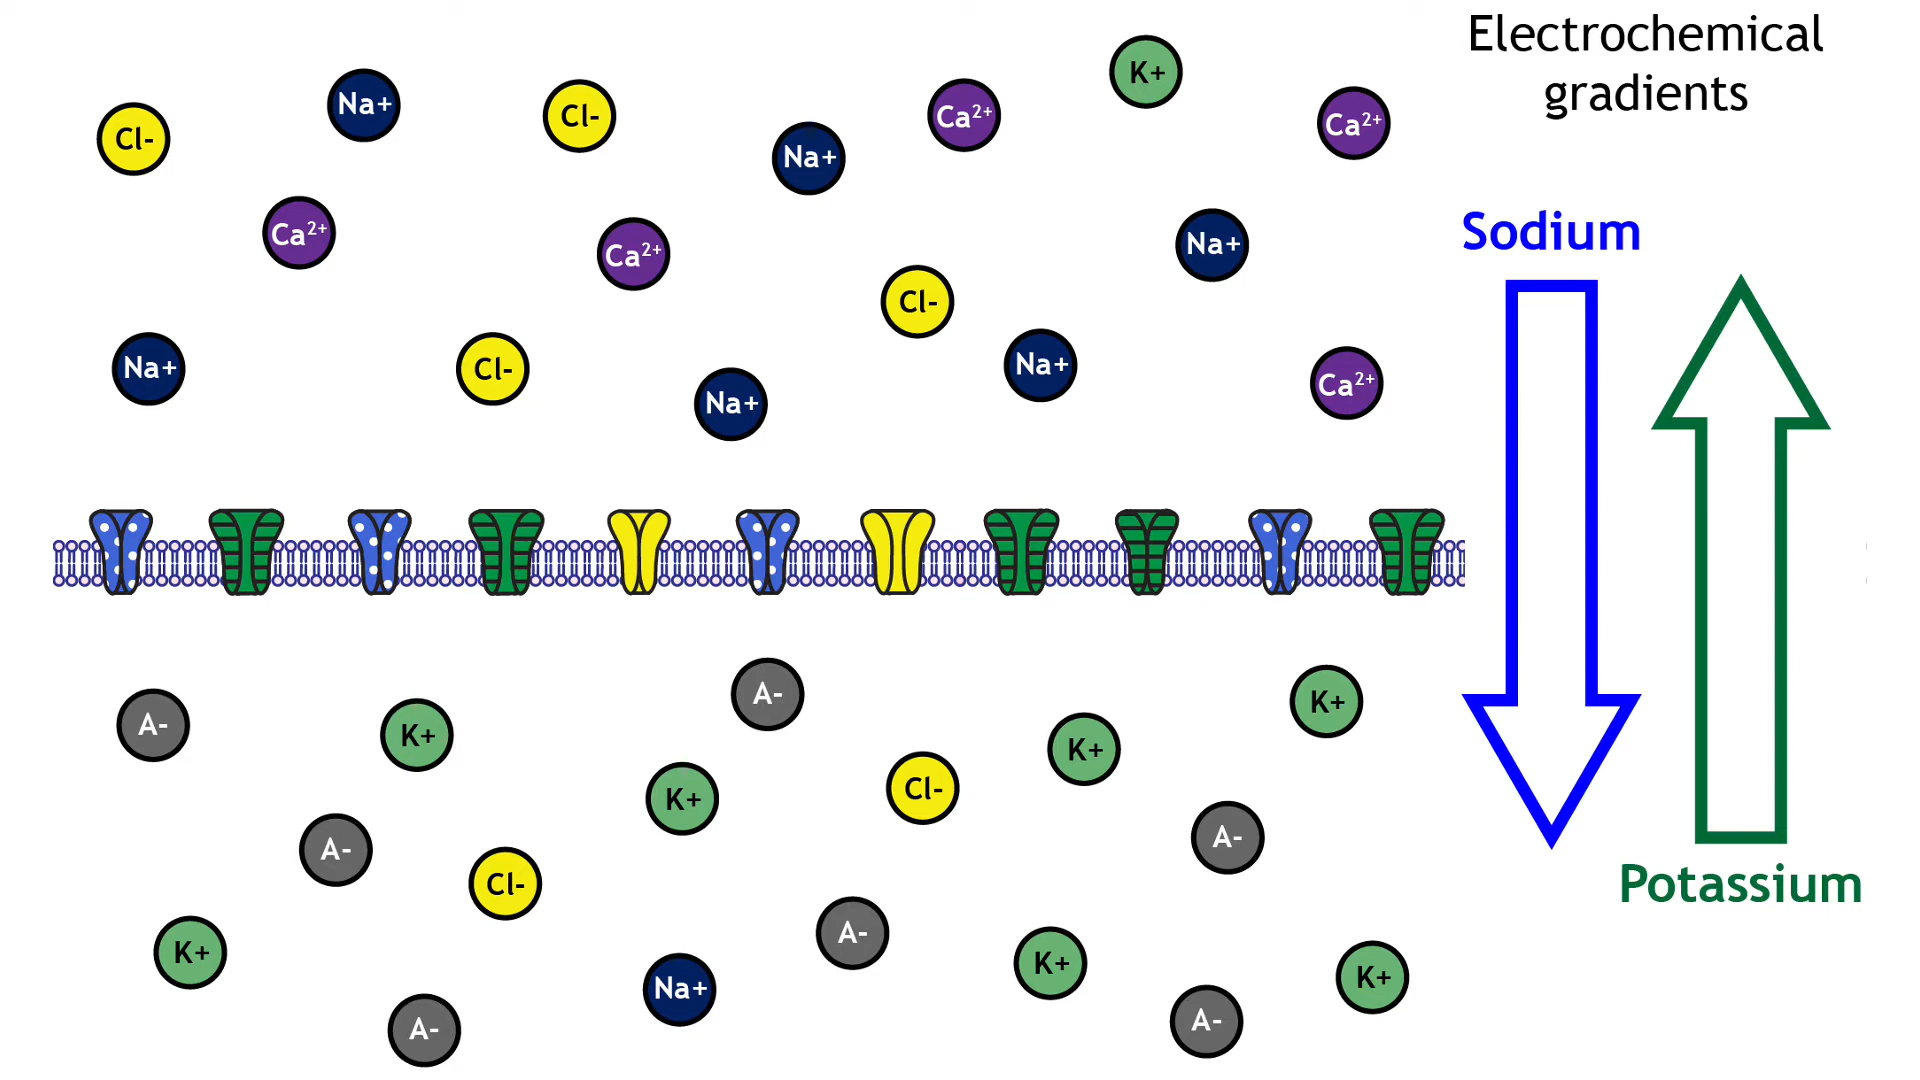 Electrochemical
gradients
K+
Na+
Cl-
Ca²⁺
Ca²⁺
Cl-
Na+
Ca²⁺
Ca²⁺
Na+
Sodium
Cl-
Na+
Cl-
Na+
Na+
Ca²⁺
A-
K+
A-
K+
K+
K+
Cl-
A-
A-
Cl-
Potassium
K+
A-
K+
K+
Na+
A-
A-